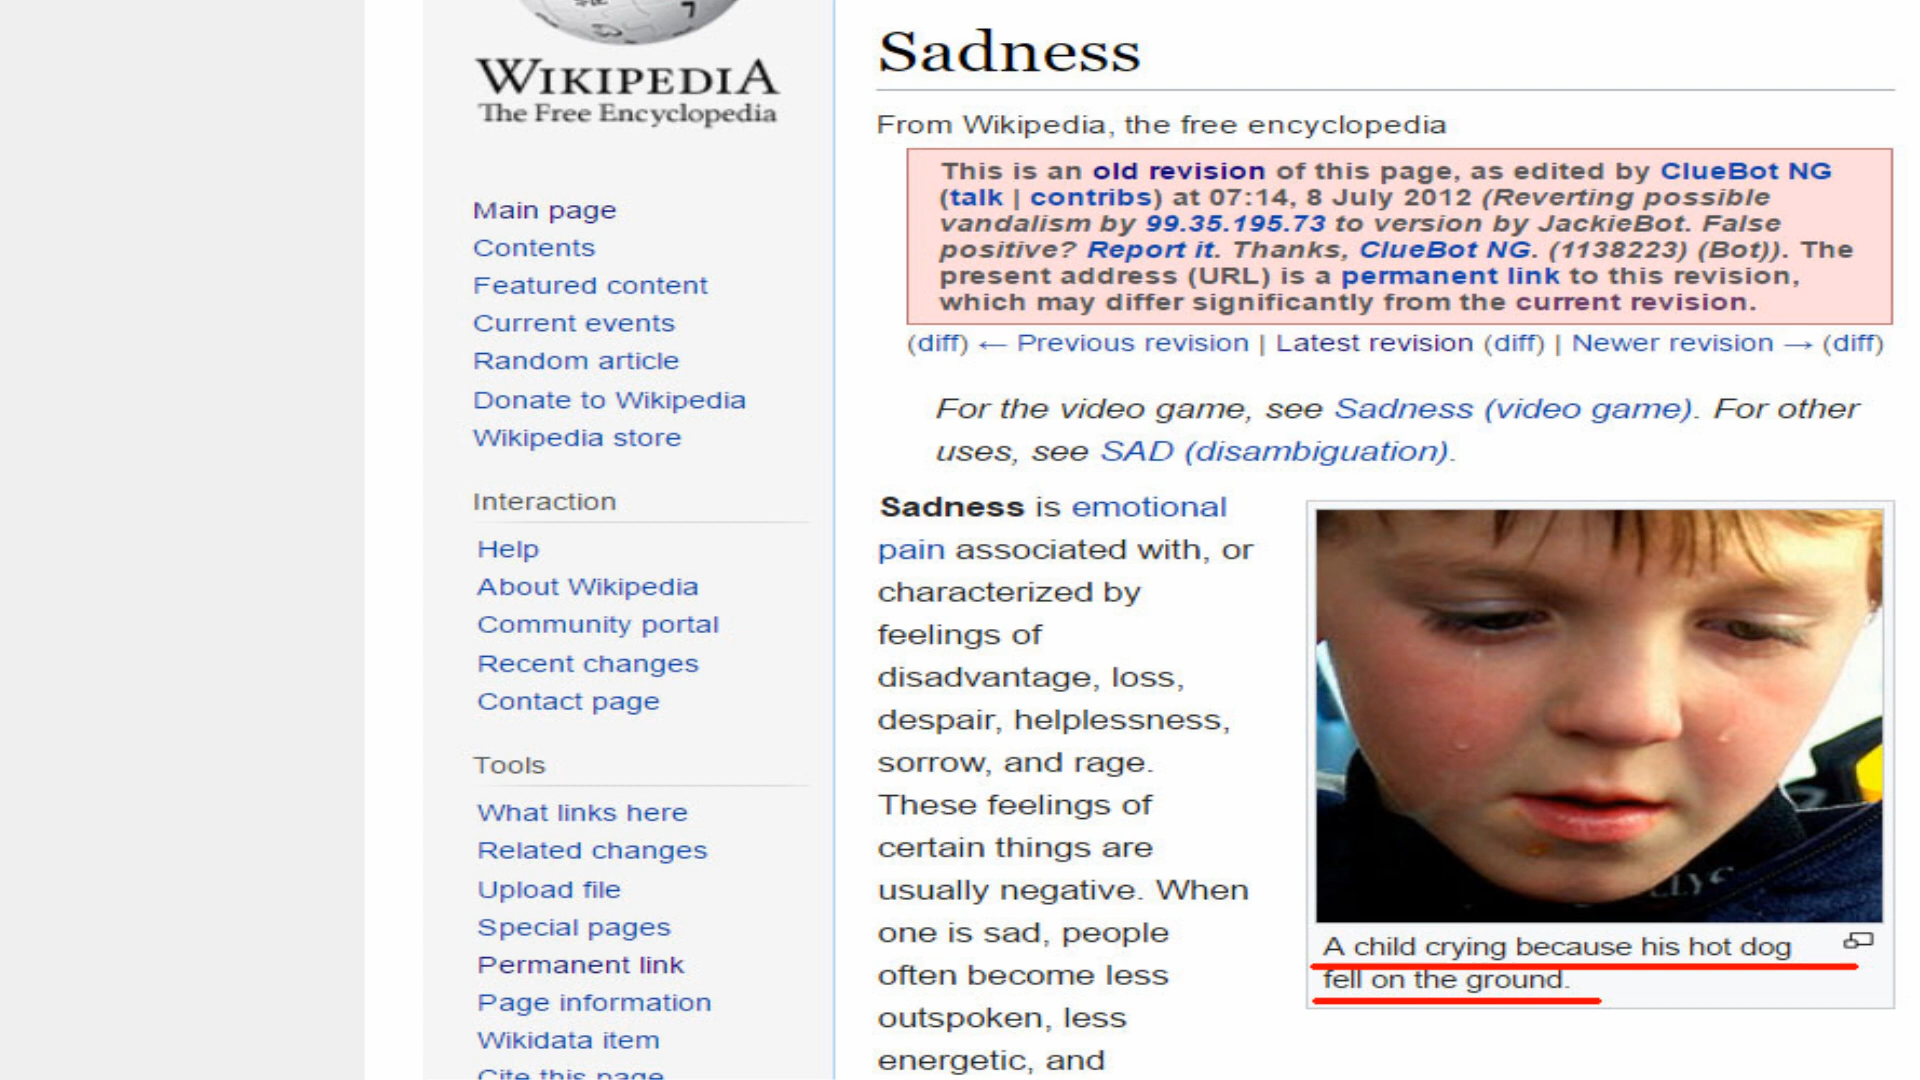 WIKIPEDIA
The Free Encyclopedia
Main page
Contents
Featured content
Current events
Random article
Donate to Wikipedia
Wikipedia store
Interaction
Help
About Wikipedia
Community portal
Recent changes
Contact page
Tools
What links here
Related changes
Upload file
Special pages
Permanent link
Page information
Wikidata item
Cite this page
Sadness
From Wikipedia, the free encyclopedia
This is an old revision of this page, as edited by ClueBot NG
(talk | contribs) at 07:14, 8 July 2012 (Reverting possible
vandalism by 99.35.195.73 to version by JackieBot. False
positive? Report it. Thanks, ClueBot NG. (1138223) (Bot)). The
present address (URL) is a permanent link to this revision,
which may differ significantly from the current revision.
(diff) ← Previous revision | Latest revision (diff) | Newer revision → (diff)
For the video game, see Sadness (video game). For other
uses, see SAD (disambiguation).
Sadness is emotional
pain associated with, or
characterized by
feelings of
disadvantage, loss,
despair, helplessness,
sorrow, and rage.
These feelings of
certain things are
usually negative. When
one is sad, people
often become less
outspoken, less
energetic, and
A child crying because his hot dog
fell on the ground.